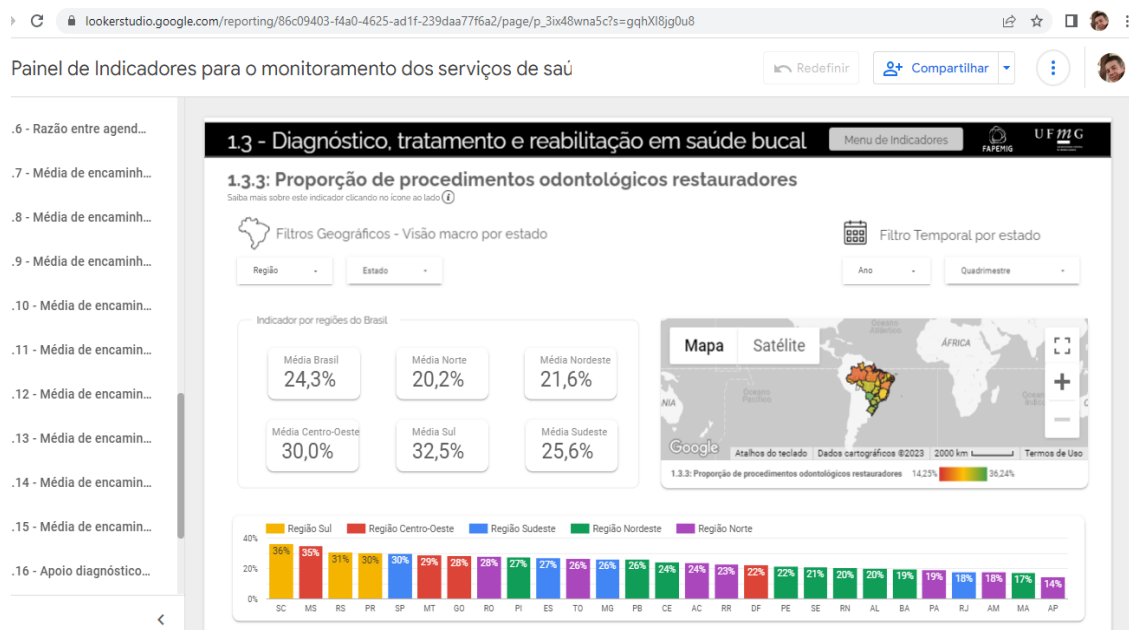 lookerstudio.google.com/reporting/86c09403-f4a0-4625-ad1f-239daa77f6a2/page/p_3ix48wna5c?s=gqhXI8jg0u8
Painel de Indicadores para o monitoramento dos serviços de saú
Redefinir
Compartilhar
.6 - Razão entre agend...
.7 - Média de encaminh...
.8 - Média de encaminh...
.9 - Média de encaminh...
.10 - Média de encamin...
.11 - Média de encamin...
.12 - Média de encamin...
.13 - Média de encamin...
.14 - Média de encamin...
.15 - Média de encamin...
.16 - Apoio diagnóstico...
1.3 - Diagnóstico, tratamento e reabilitação em saúde bucal
Menu de Indicadores
FAPEMIG
UFMG
1.3.3: Proporção de procedimentos odontológicos restauradores
Saiba mais sobre este indicador clicando no ícone ao lado
Filtros Geográficos - Visão macro por estado
Filtro Temporal por estado
Região
Estado
Ano
Quadrimestre
Indicador por regiões do Brasil
Média Brasil
24,3%
Média Norte
20,2%
Média Nordeste
21,6%
Média Centro-Oeste
30,0%
Média Sul
32,5%
Média Sudeste
25,6%
Mapa
Satélite
Oceano
Atlântico
ÁFRICA
Oceano
Pacífico
NIA
Google
Atalhos do teclado
Dados cartográficos ©2023
2000 km
Termos de Uso
1.3.3: Proporção de procedimentos odontológicos restauradores 14,25% 36,24%
Região Sul Região Centro-Oeste Região Sudeste Região Nordeste Região Norte
40%
20%
0%
36% 35% 31% 30% 30% 29% 28% 28% 27% 27% 26% 26% 26% 24% 24% 23% 22% 22% 21% 20% 20% 19% 19% 18% 18% 17% 14%
SC MS RS PR SP MT GO RO PI ES TO MG PB CE AC RR DF PE SE RN AL BA PA RJ AM MA AP